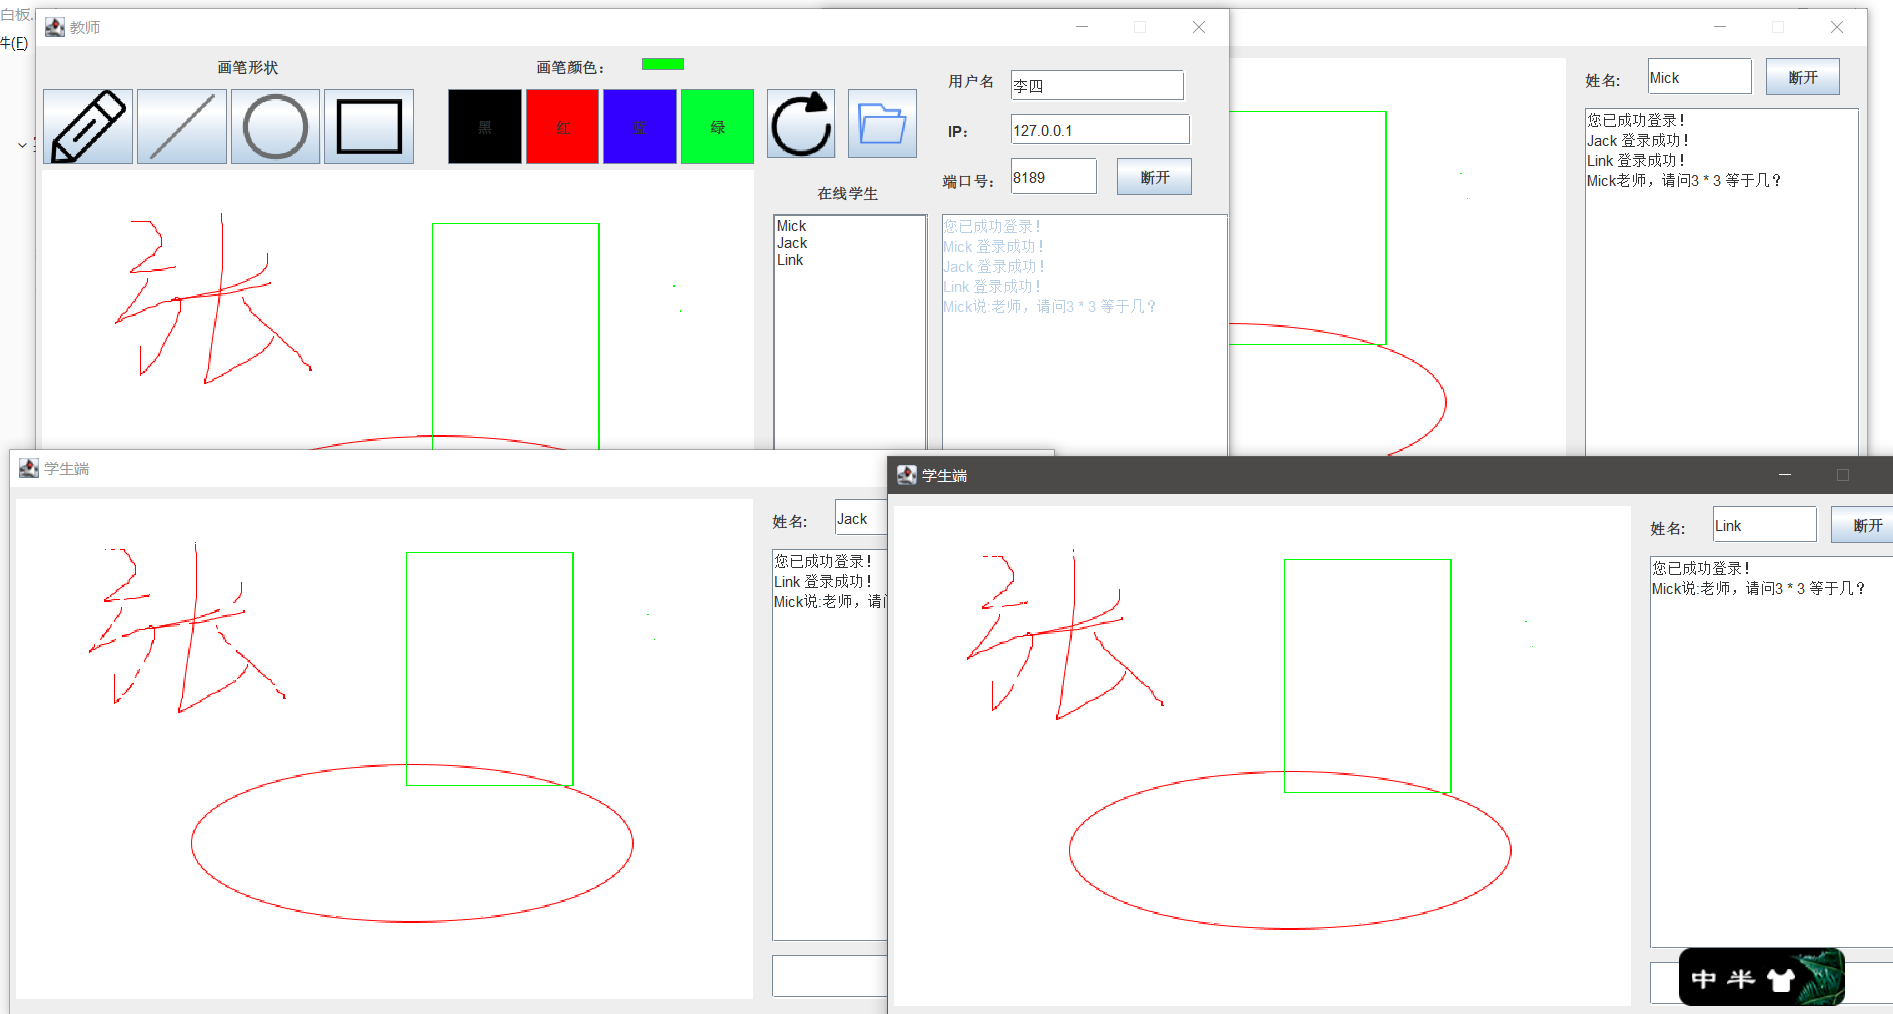 白板.
件(F)
教师
画笔形状
画笔颜色：
黑
红
蓝
绿
用户名
李四
IP：
127.0.0.1
端口号：
8189
断开
在线学生
Mick
Jack
Link
您已成功登录！
Mick 登录成功！
Jack 登录成功！
Link 登录成功！
Mick说:老师，请问3 * 3 等于几？
张
姓名:
Mick
断开
您已成功登录！
Jack 登录成功！
Link 登录成功！
Mick老师，请问3 * 3 等于几？
学生端
张
姓名:
Jack
您已成功登录！
Link 登录成功！
Mick说:老师，请
学生端
张
姓名:
Link
断开
您已成功登录！
Mick说:老师，请问3 * 3 等于几？
中 半